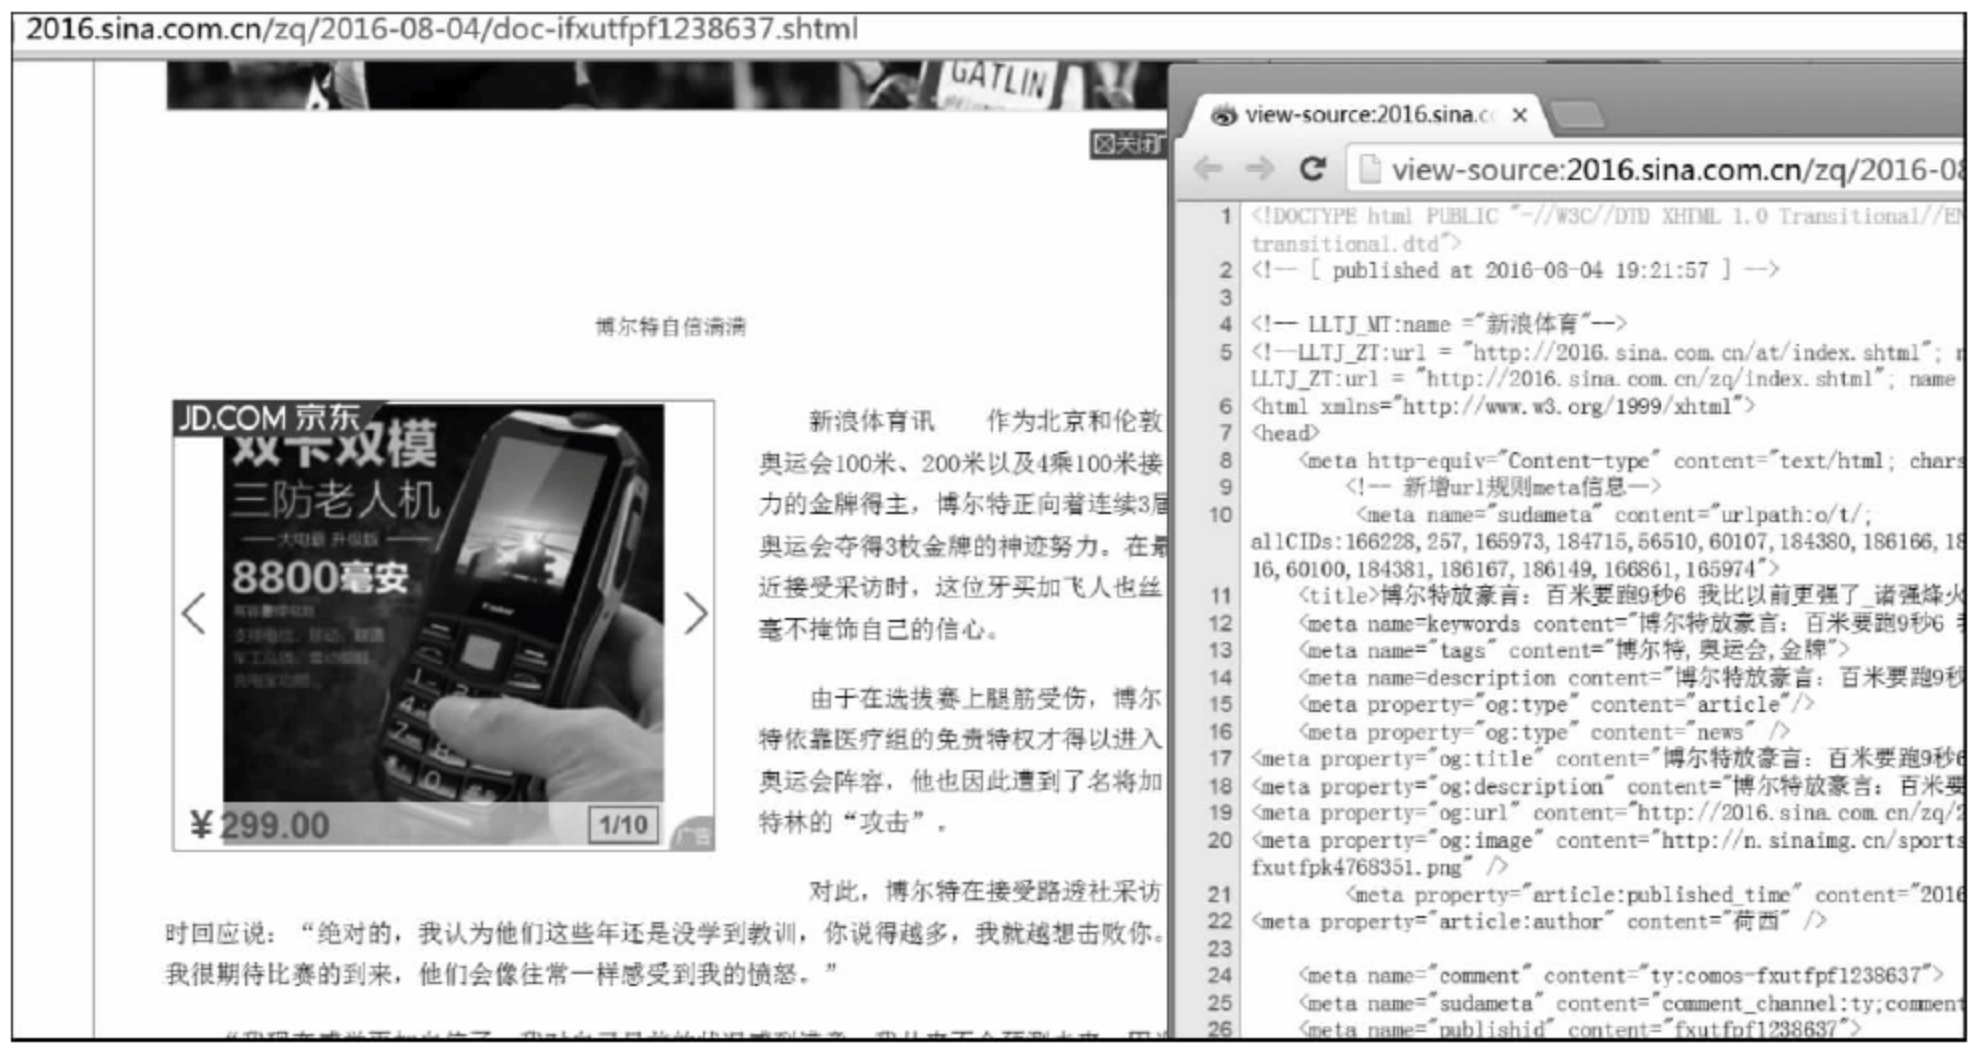 2016.sina.com.cn/zq/2016-08-04/doc-ifxutfpf1238637.shtml
GATLIN
关闭
博尔特自信满满
JD.COM 京东
双卡双模
三防老人机
大电霸 升级版
8800毫安
¥299.00
1/10
广告
新浪体育讯 作为北京和伦敦
奥运会100米、200米以及4乘100米接
力的金牌得主，博尔特正向着连续3届
奥运会夺得3枚金牌的神迹努力。在最
近接受采访时，这位牙买加飞人也丝
毫不掩饰自己的信心。
由于在选拔赛上腿筋受伤，博尔
特依靠医疗组的免责特权才得以进入
奥运会阵容，他也因此遭到了名将加
特林的“攻击”。
对此，博尔特在接受路透社采访
时回应说：“绝对的，我认为他们这些年还是没学到教训，你说得越多，我就越想击败你。
我很期待比赛的到来，他们会像往常一样感受到我的愤怒。”
view-source:2016.sina.c
view-source:2016.sina.com.cn/zq/2016-08
1 <!DOCTYPE html PUBLIC "-//W3C//DTD XHTML 1.0 Transitional//EN
transitional.dtd">
2 <!-- [ published at 2016-08-04 19:21:57 ] -->
3
4 <!-- LLTJ_MT:name ="新浪体育"-->
5 <!--LLTJ_ZT:url = "http://2016.sina.com.cn/at/index.shtml"; n
LLTJ_ZT:url = "http://2016.sina.com.cn/zq/index.shtml"; name
6 <html xmlns="http://www.w3.org/1999/xhtml">
7 <head>
8 <meta http-equiv="Content-type" content="text/html; chars
9 <!-- 新增url规则meta信息-->
10 <meta name="sudameta" content="urlpath:o/t/;
allCIDs:166228,257,165973,184715,56510,60107,184380,186166,18
16,60100,184381,186167,186149,166861,165974">
11 <title>博尔特放豪言：百米要跑9秒6 我比以前更强了_诸强烽火
12 <meta name=keywords content="博尔特放豪言：百米要跑9秒6 我
13 <meta name="tags" content="博尔特,奥运会,金牌">
14 <meta name=description content="博尔特放豪言：百米要跑9秒
15 <meta property="og:type" content="article"/>
16 <meta property="og:type" content="news" />
17 <meta property="og:title" content="博尔特放豪言：百米要跑9秒6
18 <meta property="og:description" content="博尔特放豪言：百米要
19 <meta property="og:url" content="http://2016.sina.com.cn/zq/2
20 <meta property="og:image" content="http://n.sinaimg.cn/sports
fxutfpk4768351.png" />
21 <meta property="article:published_time" content="2016
22 <meta property="article:author" content="荷西" />
23
24 <meta name="comment" content="ty:comos-fxutfpf1238637">
25 <meta name="sudameta" content="comment_channel:ty;comment
26 <meta name="publishid" content="fxutfpf1238637">